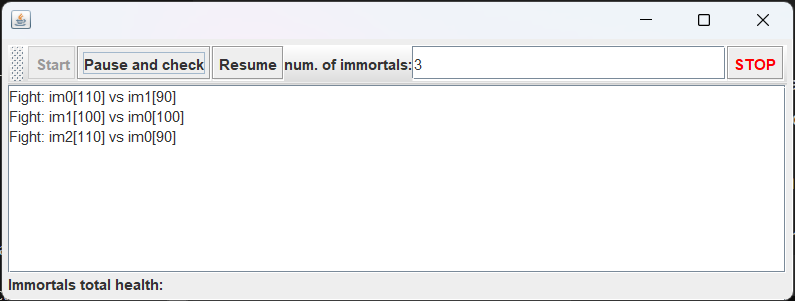 Start Pause and check Resume num. of immortals: 3 STOP
Fight: im0[110] vs im1[90]
Fight: im1[100] vs im0[100]
Fight: im2[110] vs im0[90]
Immortals total health: